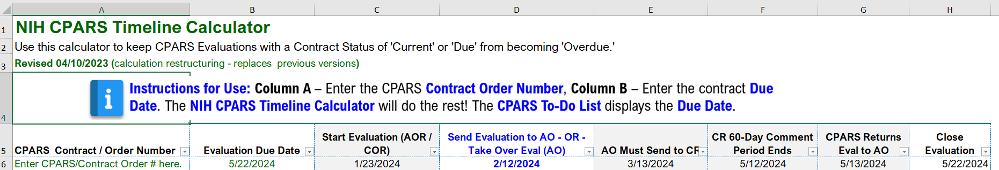 A B C D E F G H
1 NIH CPARS Timeline Calculator
2 Use this calculator to keep CPARS Evaluations with a Contract Status of 'Current' or 'Due' from becoming 'Overdue.'
3 Revised 04/10/2023 (calculation restructuring - replaces  previous versions)
i Instructions for Use: Column A – Enter the CPARS Contract Order Number, Column B – Enter the contract Due
Date. The NIH CPARS Timeline Calculator will do the rest! The CPARS To-Do List displays the Due Date.
4
Start Evaluation (AOR / Send Evaluation to AO - OR - CR 60-Day Comment CPARS Returns Close
5 CPARS  Contract / Order Number Evaluation Due Date COR) Take Over Eval (AO) AO Must Send to CR Period Ends Eval to AO Evaluation
6 Enter CPARS/Contract Order # here. 5/22/2024 1/23/2024 2/12/2024 3/13/2024 5/12/2024 5/13/2024 5/22/2024